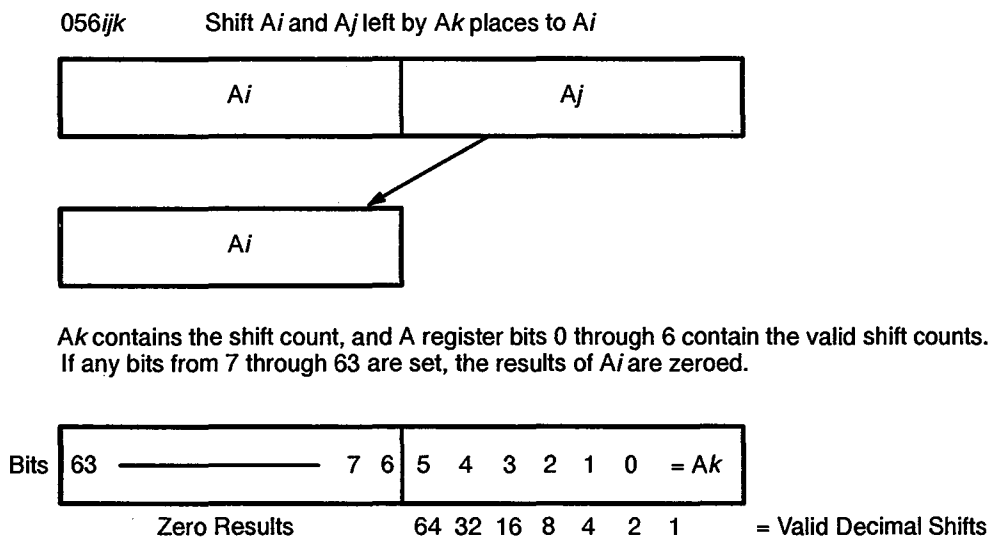 056ijk Shift Ai and Aj left by Ak places to Ai
Ai Aj
Ai
Ak contains the shift count, and A register bits 0 through 6 contain the valid shift counts.
If any bits from 7 through 63 are set, the results of Ai are zeroed.
Bits 63 7 6 5 4 3 2 1 0 = Ak
Zero Results 64 32 16 8 4 2 1 = Valid Decimal Shifts